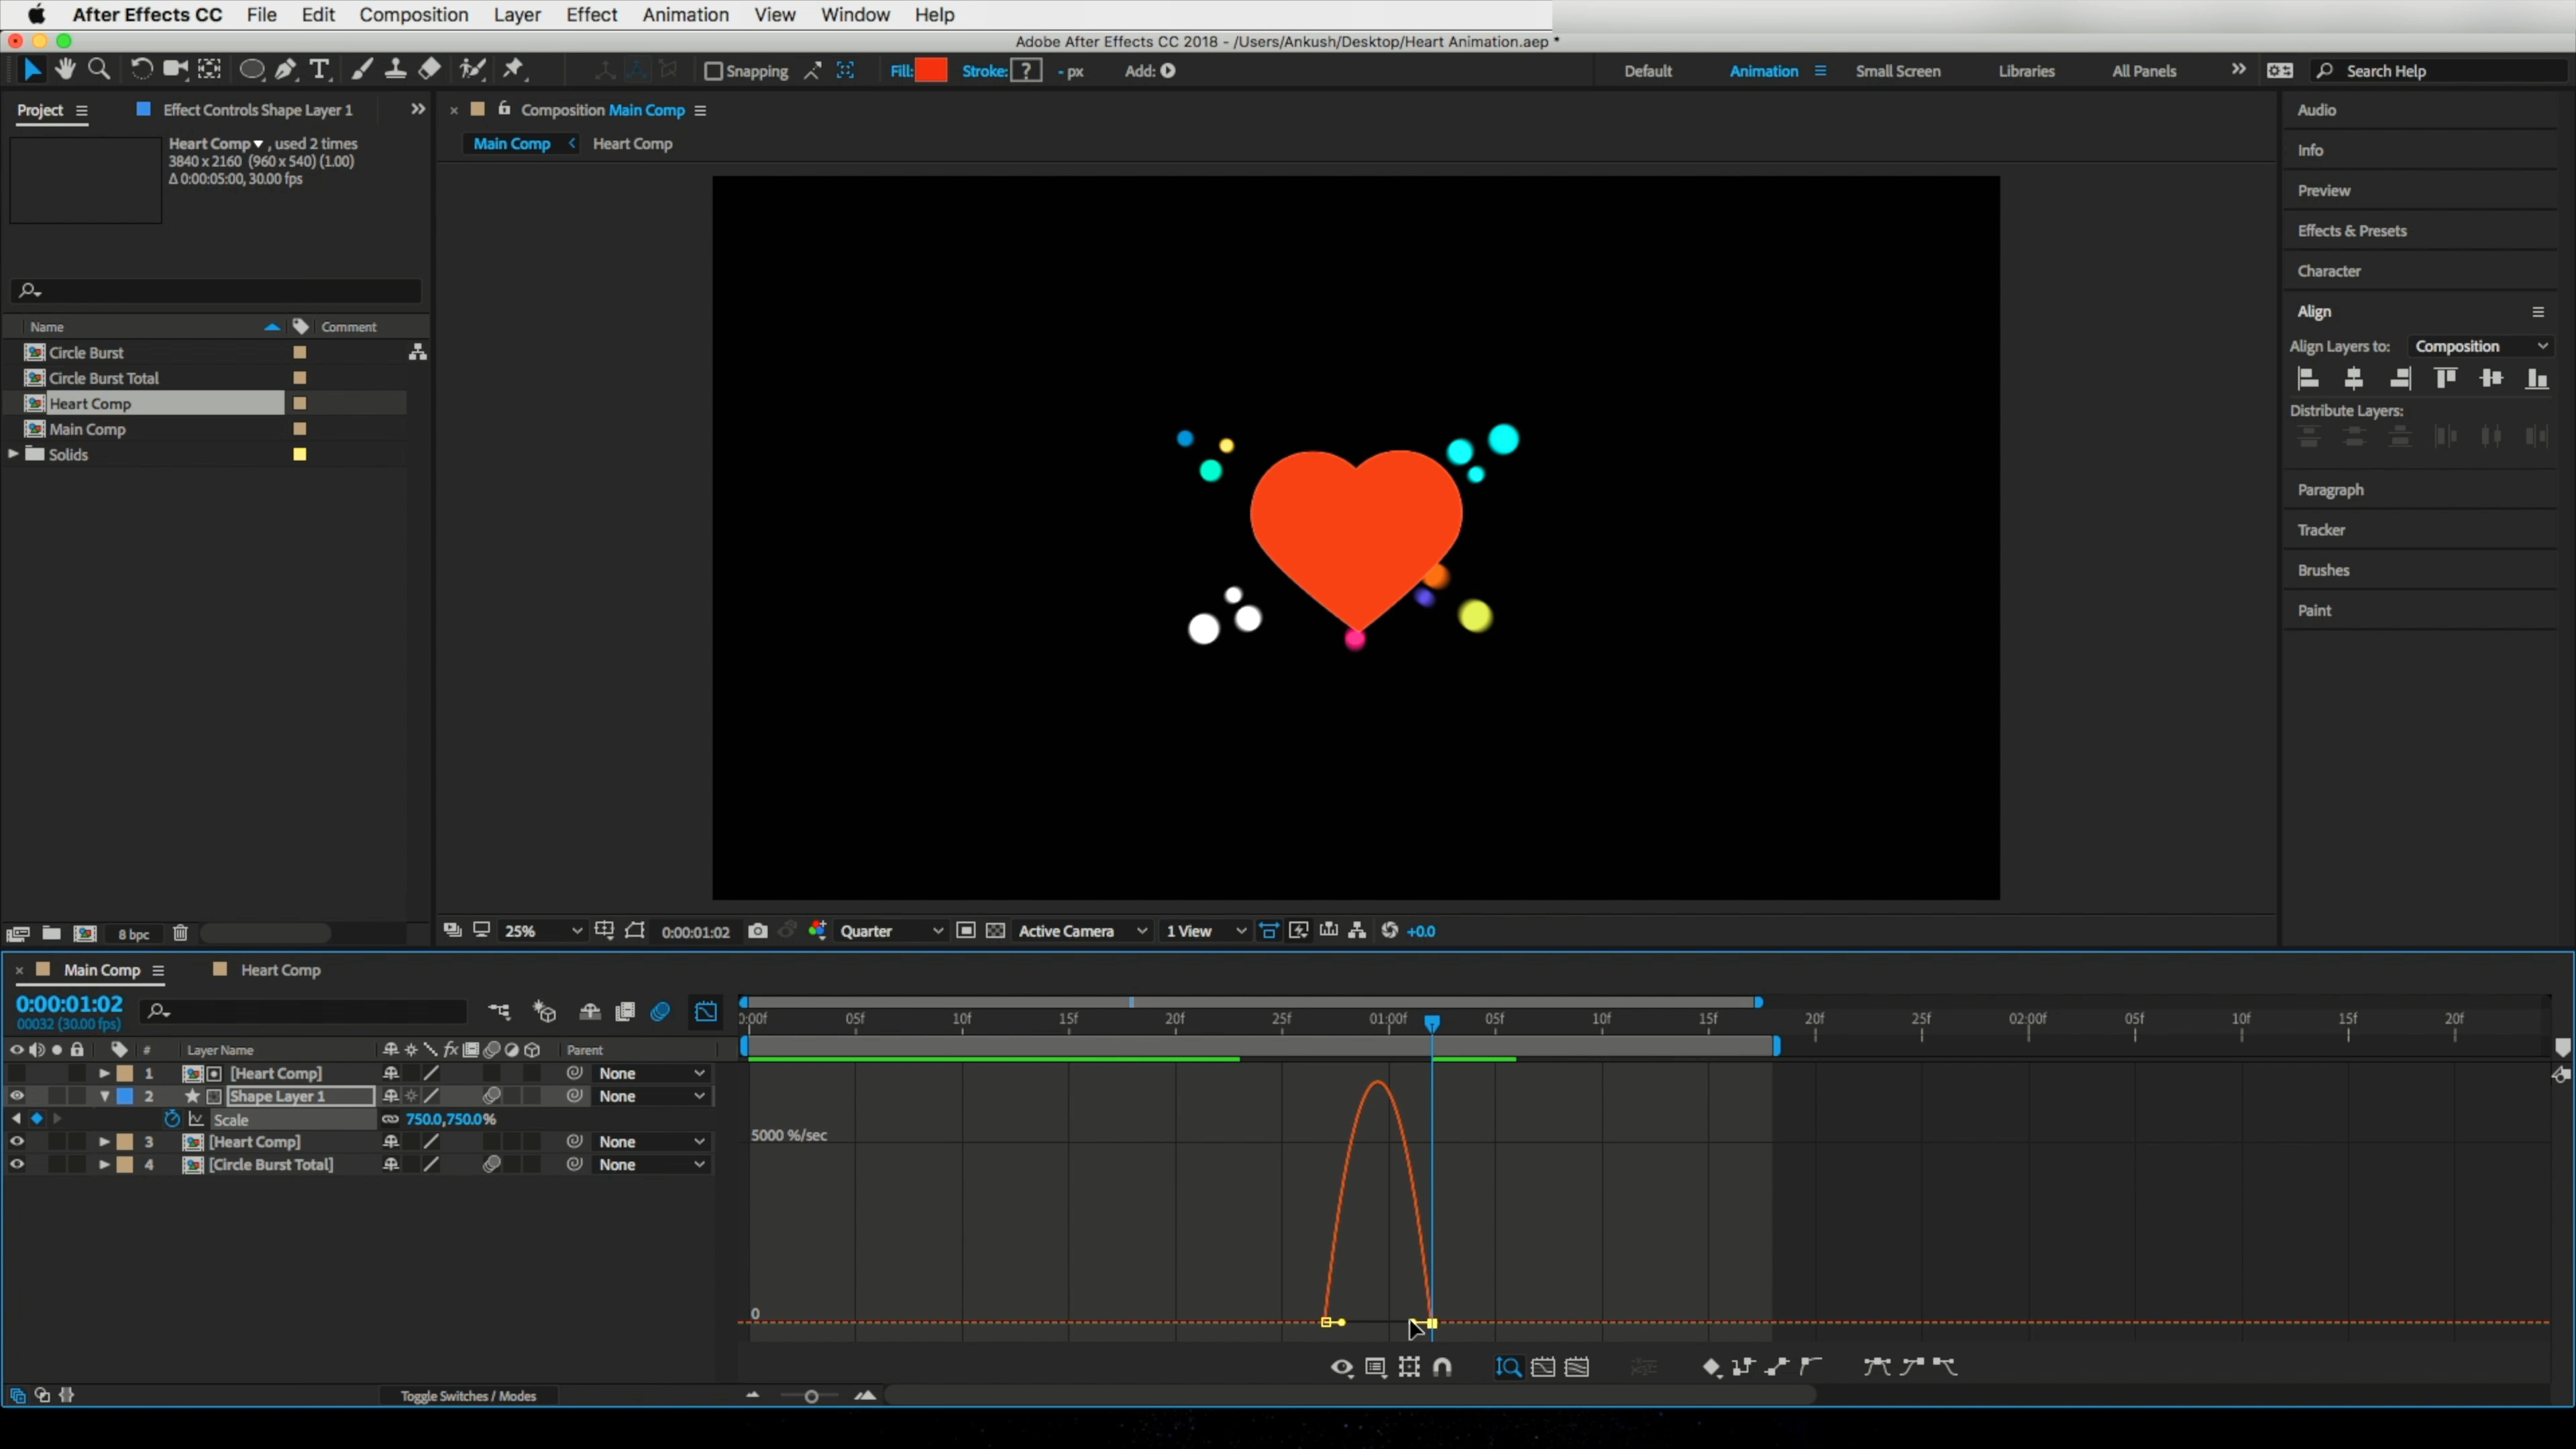 After Effects CC File Edit Composition Layer Effect Animation View Window Help
Adobe After Effects CC 2018 - /Users/Ankush/Desktop/Heart Animation.aep *
Snapping Fill: Stroke: ? - px Add: Default Animation Small Screen Libraries All Panels Search Help
Project Effect Controls Shape Layer 1
Composition Main Comp
Main Comp Heart Comp
Heart Comp , used 2 times
3840 x 2160 (960 x 540) (1.00)
Δ 0:00:05:00, 30.00 fps
Name Comment
Circle Burst
Circle Burst Total
Heart Comp
Main Comp
Solids
8 bpc
25% 0:00:01:02 Quarter Active Camera 1 View +0.0
Audio
Info
Preview
Effects & Presets
Character
Align
Align Layers to: Composition
Distribute Layers:
Paragraph
Tracker
Brushes
Paint
Main Comp Heart Comp
0:00:01:02
00032 (30.00 fps)
# Layer Name fx Parent
1 [Heart Comp] None
2 Shape Layer 1 None
Scale 750.0,750.0%
3 [Heart Comp] None
4 [Circle Burst Total] None
0:00f 05f 10f 15f 20f 25f 01:00f 05f 10f 15f 20f 25f 02:00f 05f 10f 15f 20f
5000 %/sec
0
Toggle Switches / Modes